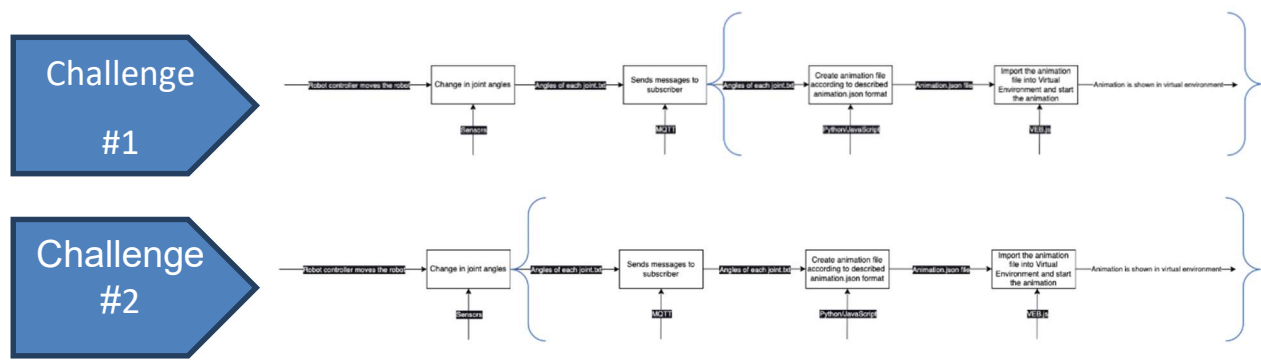 Challenge
#1
Robot controller moves the robot
Change in joint angles
Angles of each joint.txt
Sends messages to
subscriber
Angles of each joint.txt
Create animation file
according to described
animation.json format
Animation.json file
Import the animation
file into Virtual
Environment and start
the animation
Animation is shown in virtual environment
Sensors
MQTT
Python/JavaScript
VEB.js
Challenge
#2
Robot controller moves the robot
Change in joint angles
Angles of each joint.txt
Sends messages to
subscriber
Angles of each joint.txt
Create animation file
according to described
animation.json format
Animation.json file
Import the animation
file into Virtual
Environment and start
the animation
Animation is shown in virtual environment
Sensors
MQTT
Python/JavaScript
VEB.js